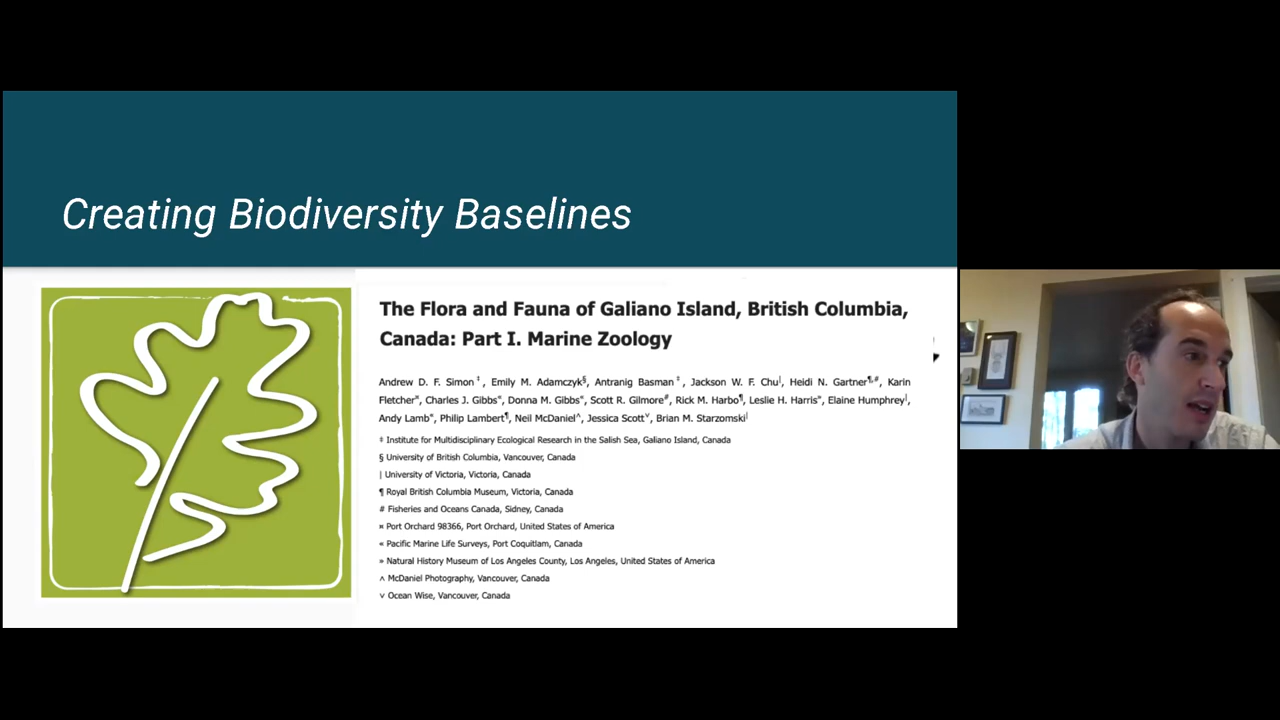 Creating Biodiversity Baselines
The Flora and Fauna of Galiano Island, British Columbia,
Canada: Part I. Marine Zoology
Andrew D. F. Simon‡, Emily M. Adamczyk§, Antranig Basman‡, Jackson W. F. Chu|, Heidi N. Gartner¶,#, Karin
Fletcher¤, Charles J. Gibbs«, Donna M. Gibbs«, Scott R. Gilmore#, Rick M. Harbo¶, Leslie H. Harris», Elaine Humphrey|,
Andy Lamb«, Philip Lambert¶, Neil McDaniel^, Jessica Scott˅, Brian M. Starzomski|
‡ Institute for Multidisciplinary Ecological Research in the Salish Sea, Galiano Island, Canada
§ University of British Columbia, Vancouver, Canada
| University of Victoria, Victoria, Canada
¶ Royal British Columbia Museum, Victoria, Canada
# Fisheries and Oceans Canada, Sidney, Canada
¤ Port Orchard 98366, Port Orchard, United States of America
« Pacific Marine Life Surveys, Port Coquitlam, Canada
» Natural History Museum of Los Angeles County, Los Angeles, United States of America
^ McDaniel Photography, Vancouver, Canada
˅ Ocean Wise, Vancouver, Canada